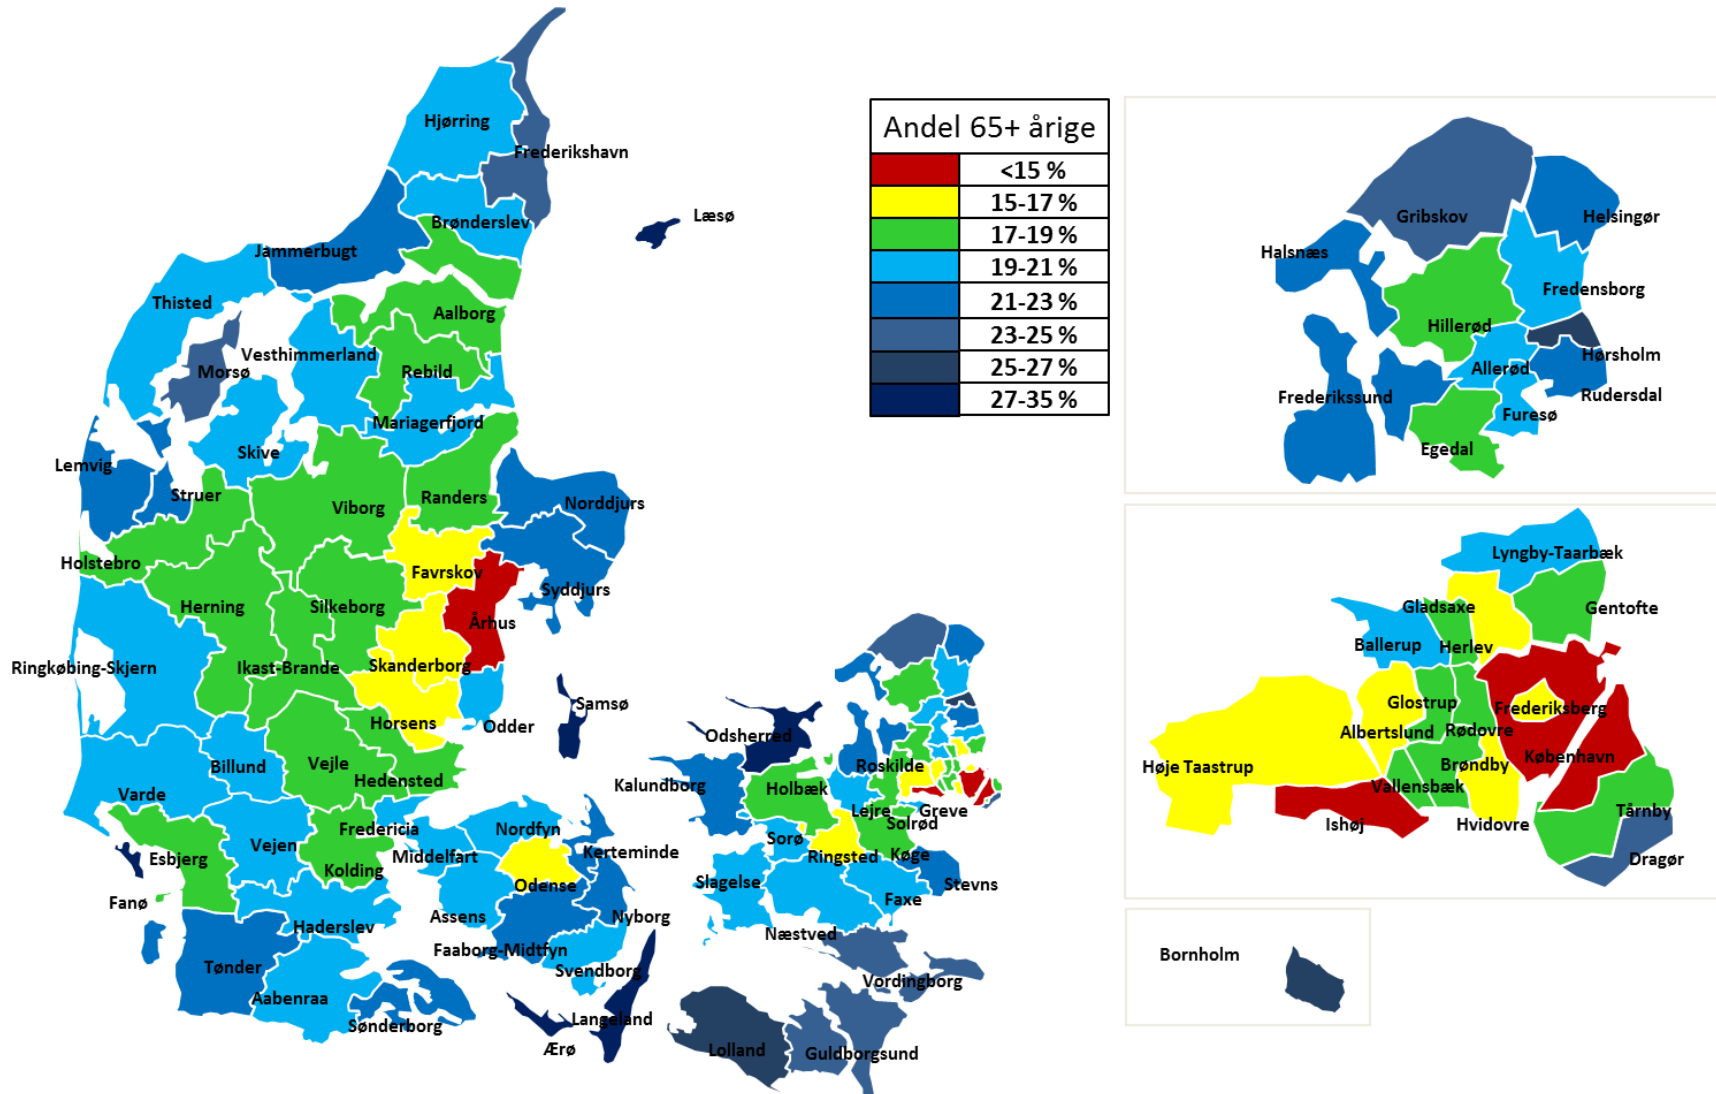 Hjørring
Frederikshavn
Læsø
Brønderslev
Jammerbugt
Thisted
Aalborg
Vesthimmerland
Rebild
Morsø
Mariagerfjord
Skive
Lemvig
Struer
Viborg
Randers
Norddjurs
Holstebro
Favrskov
Syddjurs
Herning
Silkeborg
Århus
Ringkøbing-Skjern
Ikast-Brande
Skanderborg
Samsø
Horsens
Odder
Billund
Vejle
Hedensted
Varde
Fredericia
Nordfyn
Vejen
Middelfart
Kerteminde
Esbjerg
Kolding
Odense
Fanø
Assens
Nyborg
Haderslev
Faaborg-Midtfyn
Tønder
Svendborg
Aabenraa
Langeland
Sønderborg
Ærø
Odsherred
Roskilde
Kalundborg
Holbæk
Lejre
Greve
Solrød
Sorø
Ringsted
Køge
Slagelse
Stevns
Faxe
Næstved
Vordingborg
Lolland
Guldborgsund
Andel 65+ årige
<15 %
15-17 %
17-19 %
19-21 %
21-23 %
23-25 %
25-27 %
27-35 %
Gribskov
Helsingør
Halsnæs
Fredensborg
Hillerød
Hørsholm
Allerød
Rudersdal
Frederikssund
Furesø
Egedal
Lyngby-Taarbæk
Gladsaxe
Gentofte
Ballerup
Herlev
Glostrup
Frederiksberg
Albertslund
Rødovre
København
Høje Taastrup
Brøndby
Vallensbæk
Ishøj
Hvidovre
Tårnby
Dragør
Bornholm